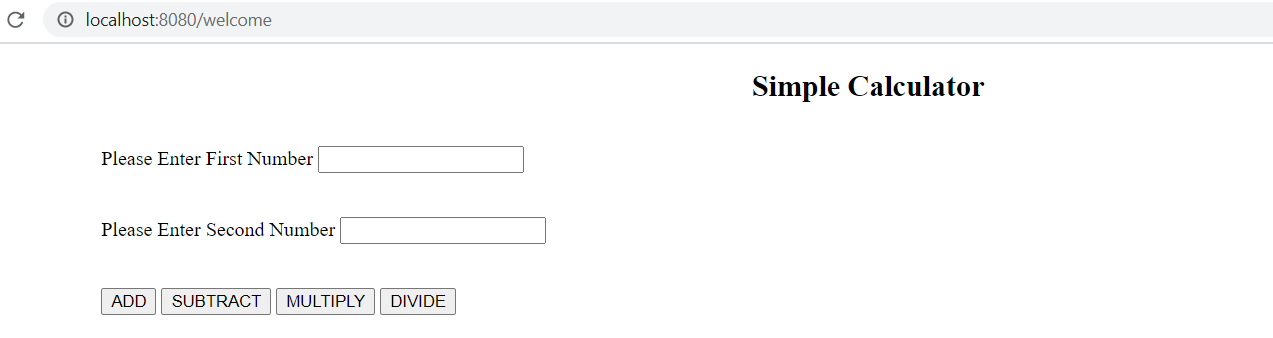 localhost:8080/welcome
Simple Calculator
Please Enter First Number
Please Enter Second Number
ADD SUBTRACT MULTIPLY DIVIDE